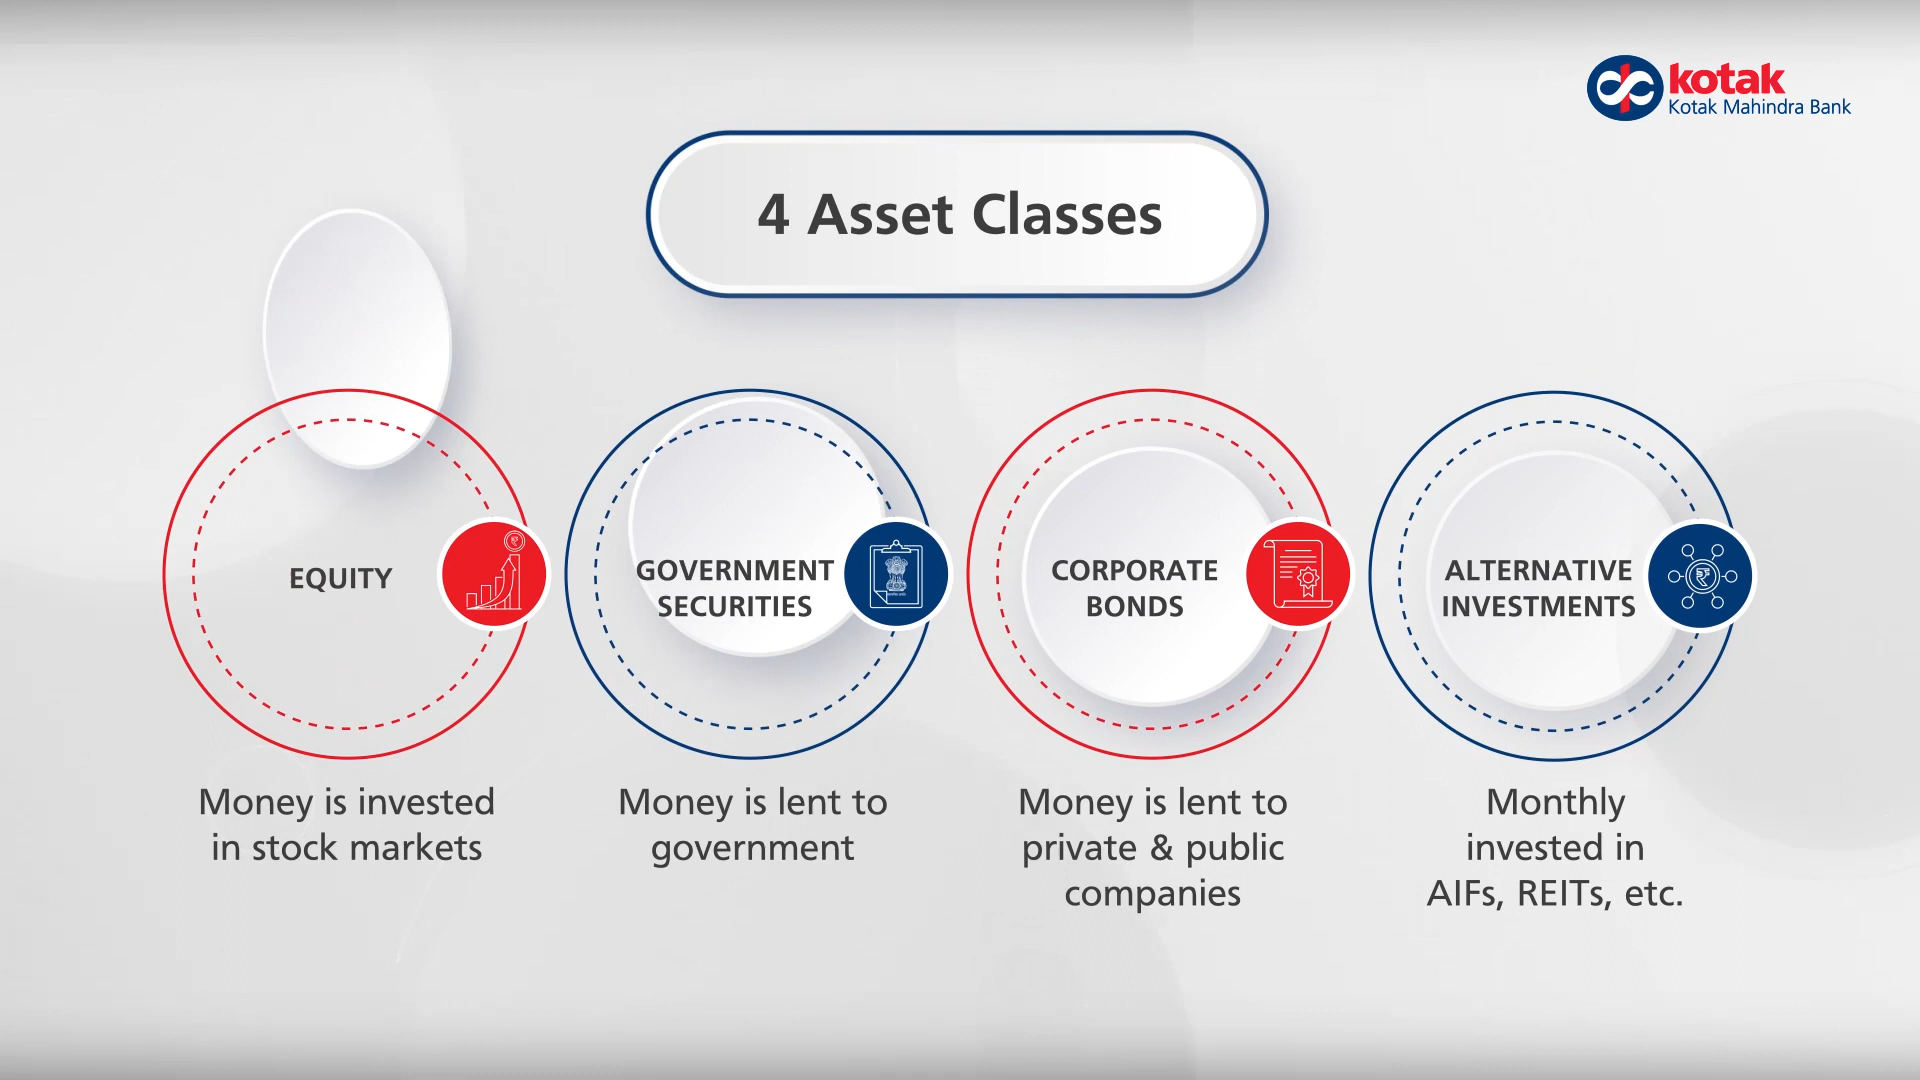 kotak
Kotak Mahindra Bank
4 Asset Classes
EQUITY
Money is invested
in stock markets
GOVERNMENT
SECURITIES
Money is lent to
government
CORPORATE
BONDS
Money is lent to
private & public
companies
ALTERNATIVE
INVESTMENTS
Monthly
invested in
AIFs, REITs, etc.